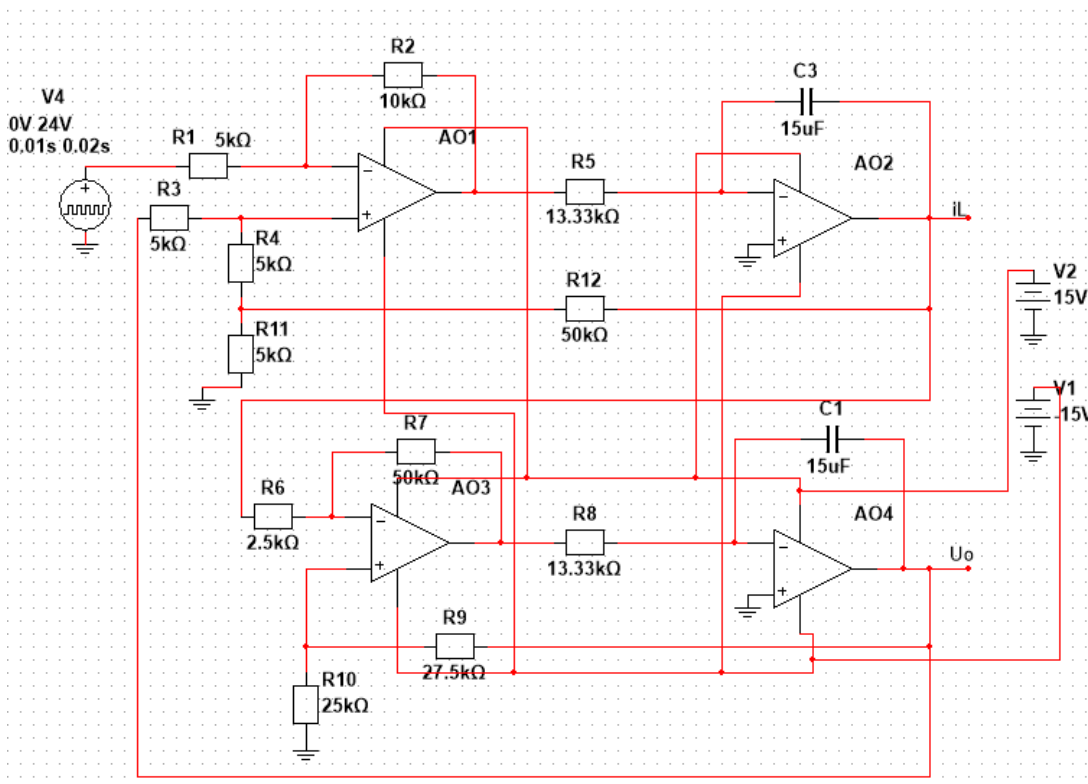 R2
10kΩ
C3
15uF
V4
0V 24V
0.01s 0.02s
R1 5kΩ
AO1
R5
13.33kΩ
AO2
R3
5kΩ
iL
R4
5kΩ
R12
50kΩ
V2
15V
R11
5kΩ
V1
-15V
R7
50kΩ
C1
15uF
R6
2.5kΩ
AO3
R8
13.33kΩ
AO4
Uo
R9
27.5kΩ
R10
25kΩ